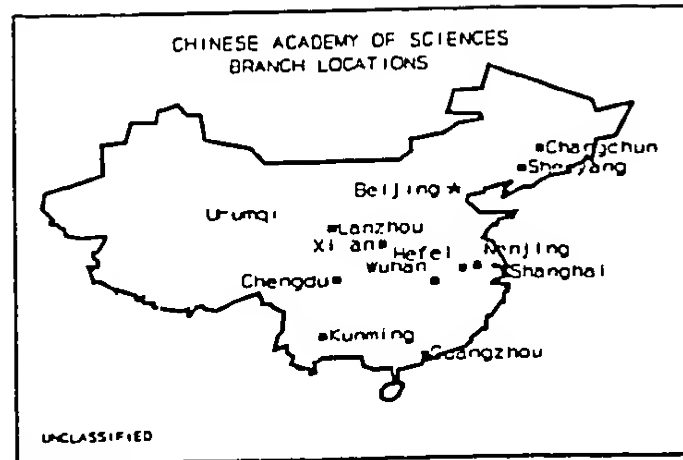 CHINESE ACADEMY OF SCIENCES
BRANCH LOCATIONS
Changchun
Shenyang
Beijing
Urumqi
Lanzhou
Xi an
Hefei
Nanjing
Wuhan
Shanghai
Chengdu
Kunming
Guangzhou
UNCLASSIFIED